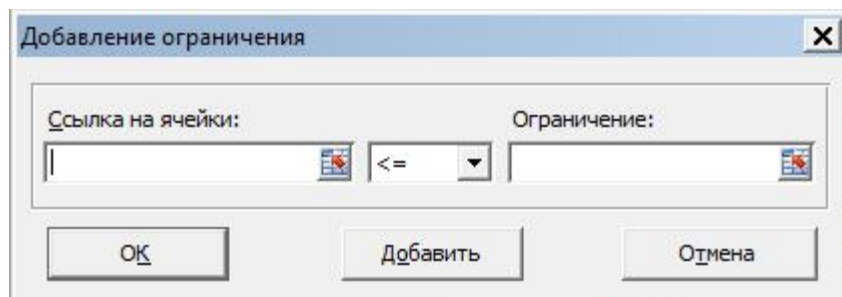 Добавление ограничения
Ссылка на ячейки: Ограничение:
<=
ОК Добавить Отмена